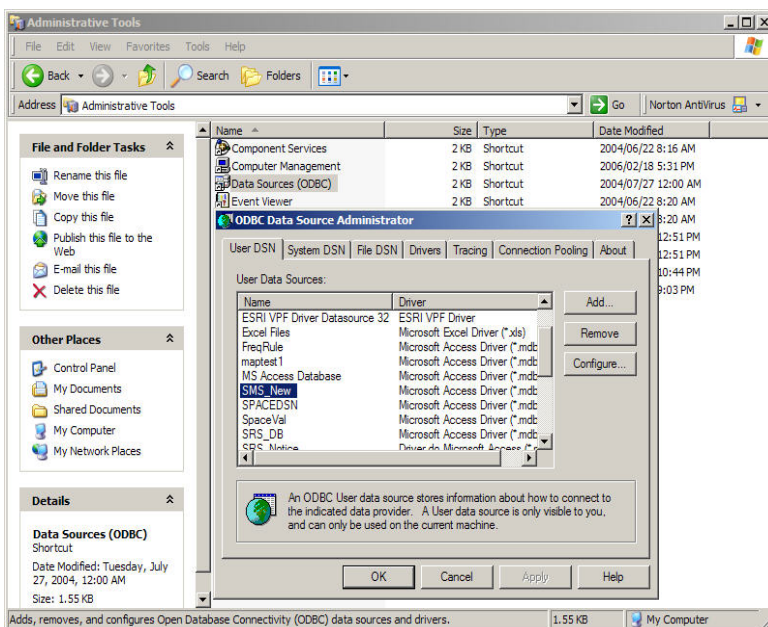 Administrative Tools
File Edit View Favorites Tools Help
Back Search Folders
Address Administrative Tools Go Norton AntiVirus
File and Folder Tasks
Rename this file
Move this file
Copy this file
Publish this file to the
Web
E-mail this file
Delete this file
Other Places
Control Panel
My Documents
Shared Documents
My Computer
My Network Places
Details
Data Sources (ODBC)
Shortcut
Date Modified: Tuesday, July
27, 2004, 12:00 AM
Size: 1.55 KB
Name Size Type Date Modified
Component Services 2 KB Shortcut 2004/06/22 8:16 AM
Computer Management 2 KB Shortcut 2006/02/18 5:31 PM
Data Sources (ODBC) 2 KB Shortcut 2004/07/27 12:00 AM
Event Viewer 2 KB Shortcut 2004/06/22 8:20 AM
8:20 AM
12:51 PM
12:51 PM
10:44 PM
9:03 PM
ODBC Data Source Administrator
User DSN System DSN File DSN Drivers Tracing Connection Pooling About
User Data Sources:
Name Driver
ESRI VPF Driver Datasource 32 ESRI VPF Driver
Excel Files Microsoft Excel Driver (*.xls)
FreqRule Microsoft Access Driver (*.mdb
maptest1 Microsoft Access Driver (*.mdb
MS Access Database Microsoft Access Driver (*.mdb
SMS_New Microsoft Access Driver (*.mdb
SPACEDSN Microsoft Access Driver (*.mdb
SpaceVal Microsoft Access Driver (*.mdb
SRS_DB Microsoft Access Driver (*.mdb
SRS_Notice Driver do Microsoft Access (*.m
Add...
Remove
Configure...
An ODBC User data source stores information about how to connect to
the indicated data provider. A User data source is only visible to you,
and can only be used on the current machine.
OK Cancel Apply Help
Adds, removes, and configures Open Database Connectivity (ODBC) data sources and drivers. 1.55 KB My Computer